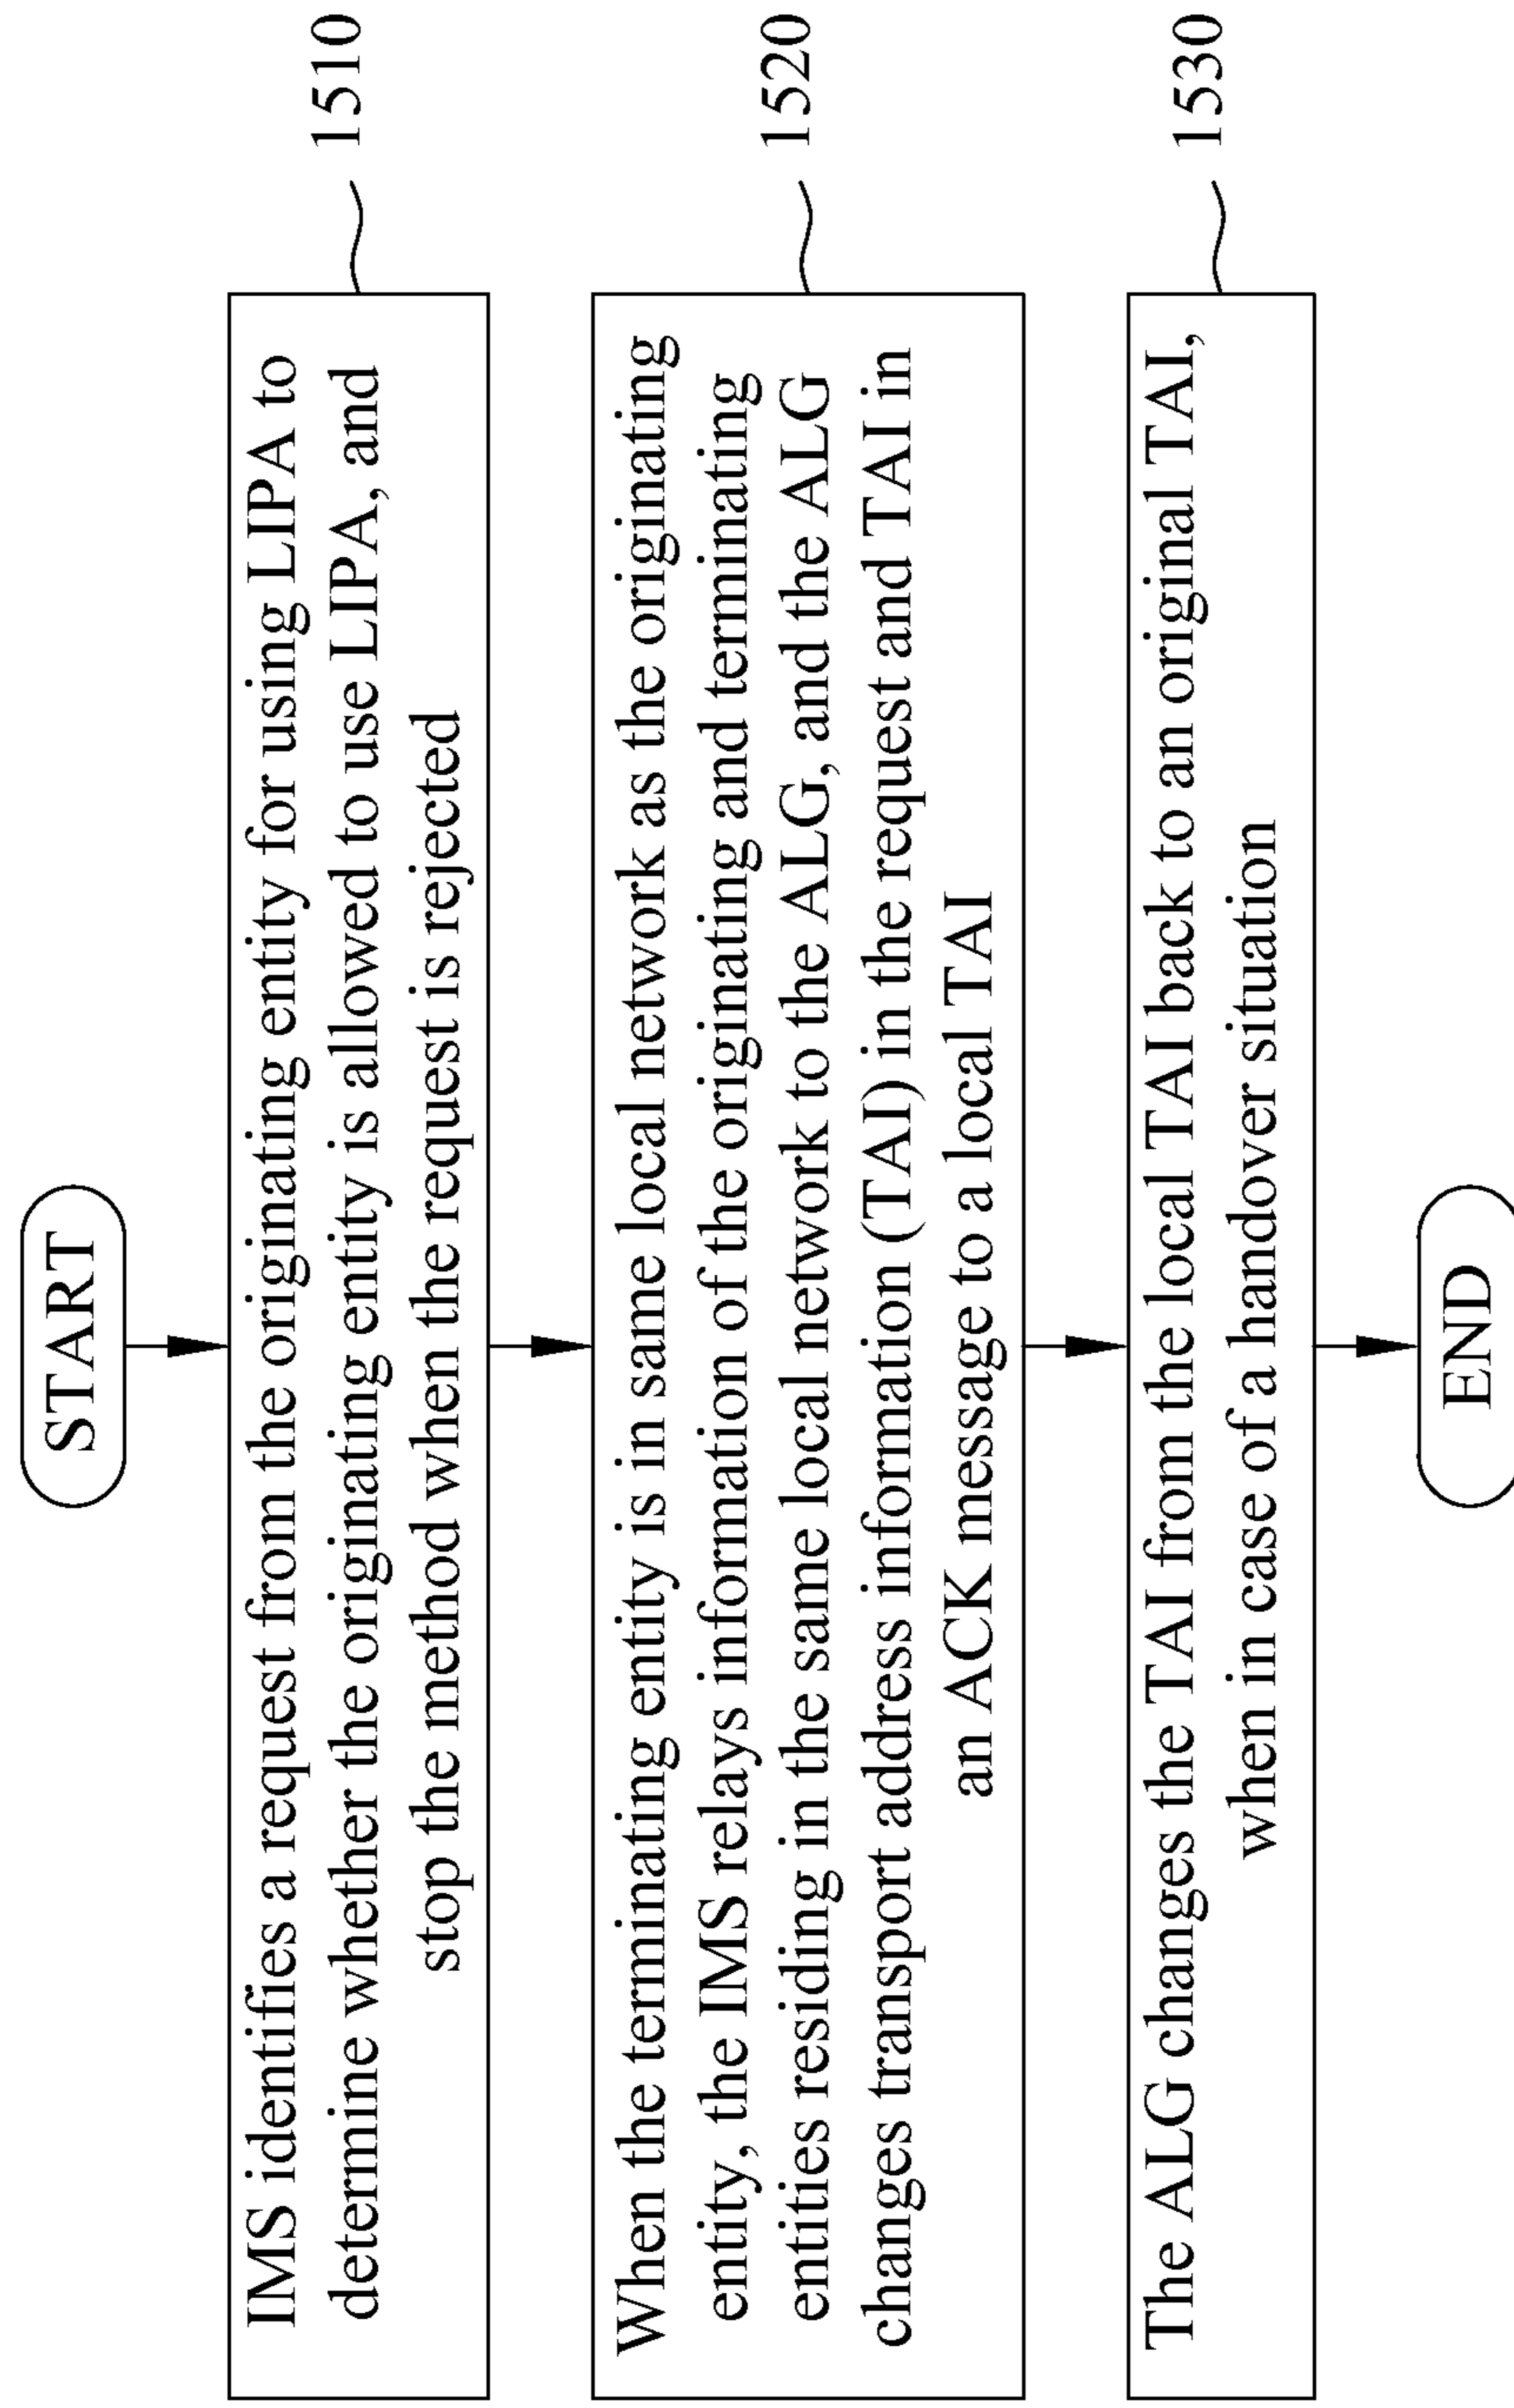 START
IMS identifies a request from the originating entity for using LIPA to
determine whether the originating entity is allowed to use LIPA, and
stop the method when the request is rejected
1510
When the terminating entity is in same local network as the originating
entity, the IMS relays information of the originating and terminating
entities residing in the same local network to the ALG, and the ALG
changes transport address information (TAI) in the request and TAI in
an ACK message to a local TAI
1520
The ALG changes the TAI from the local TAI back to an original TAI,
when in case of a handover situation
1530
END